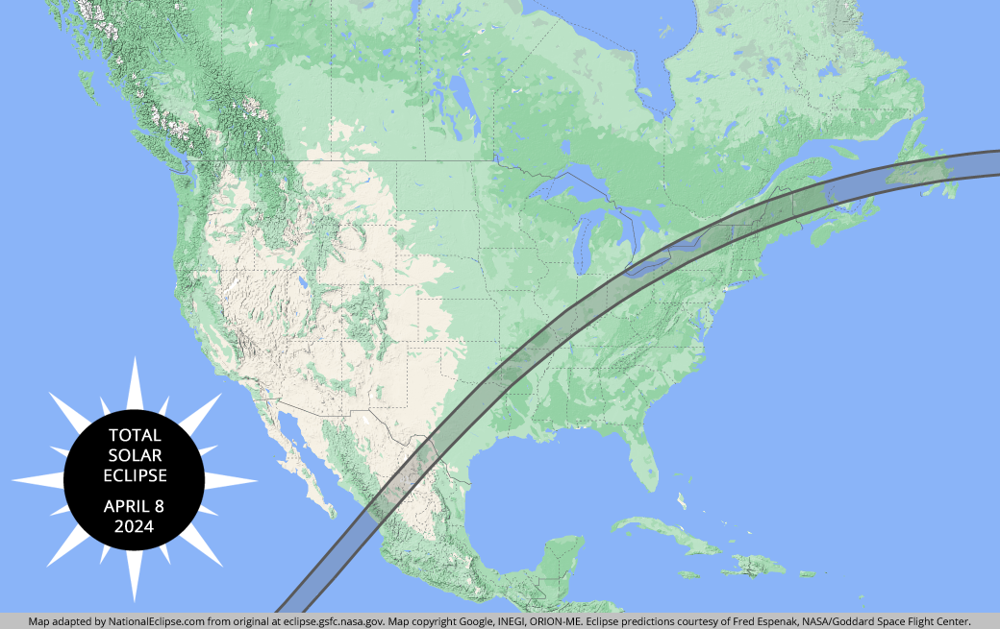 TOTAL
SOLAR
ECLIPSE
APRIL 8
2024
Map adapted by NationalEclipse.com from original at eclipse.gsfc.nasa.gov. Map copyright Google, INEGI, ORION-ME. Eclipse predictions courtesy of Fred Espenak, NASA/Goddard Space Flight Center.